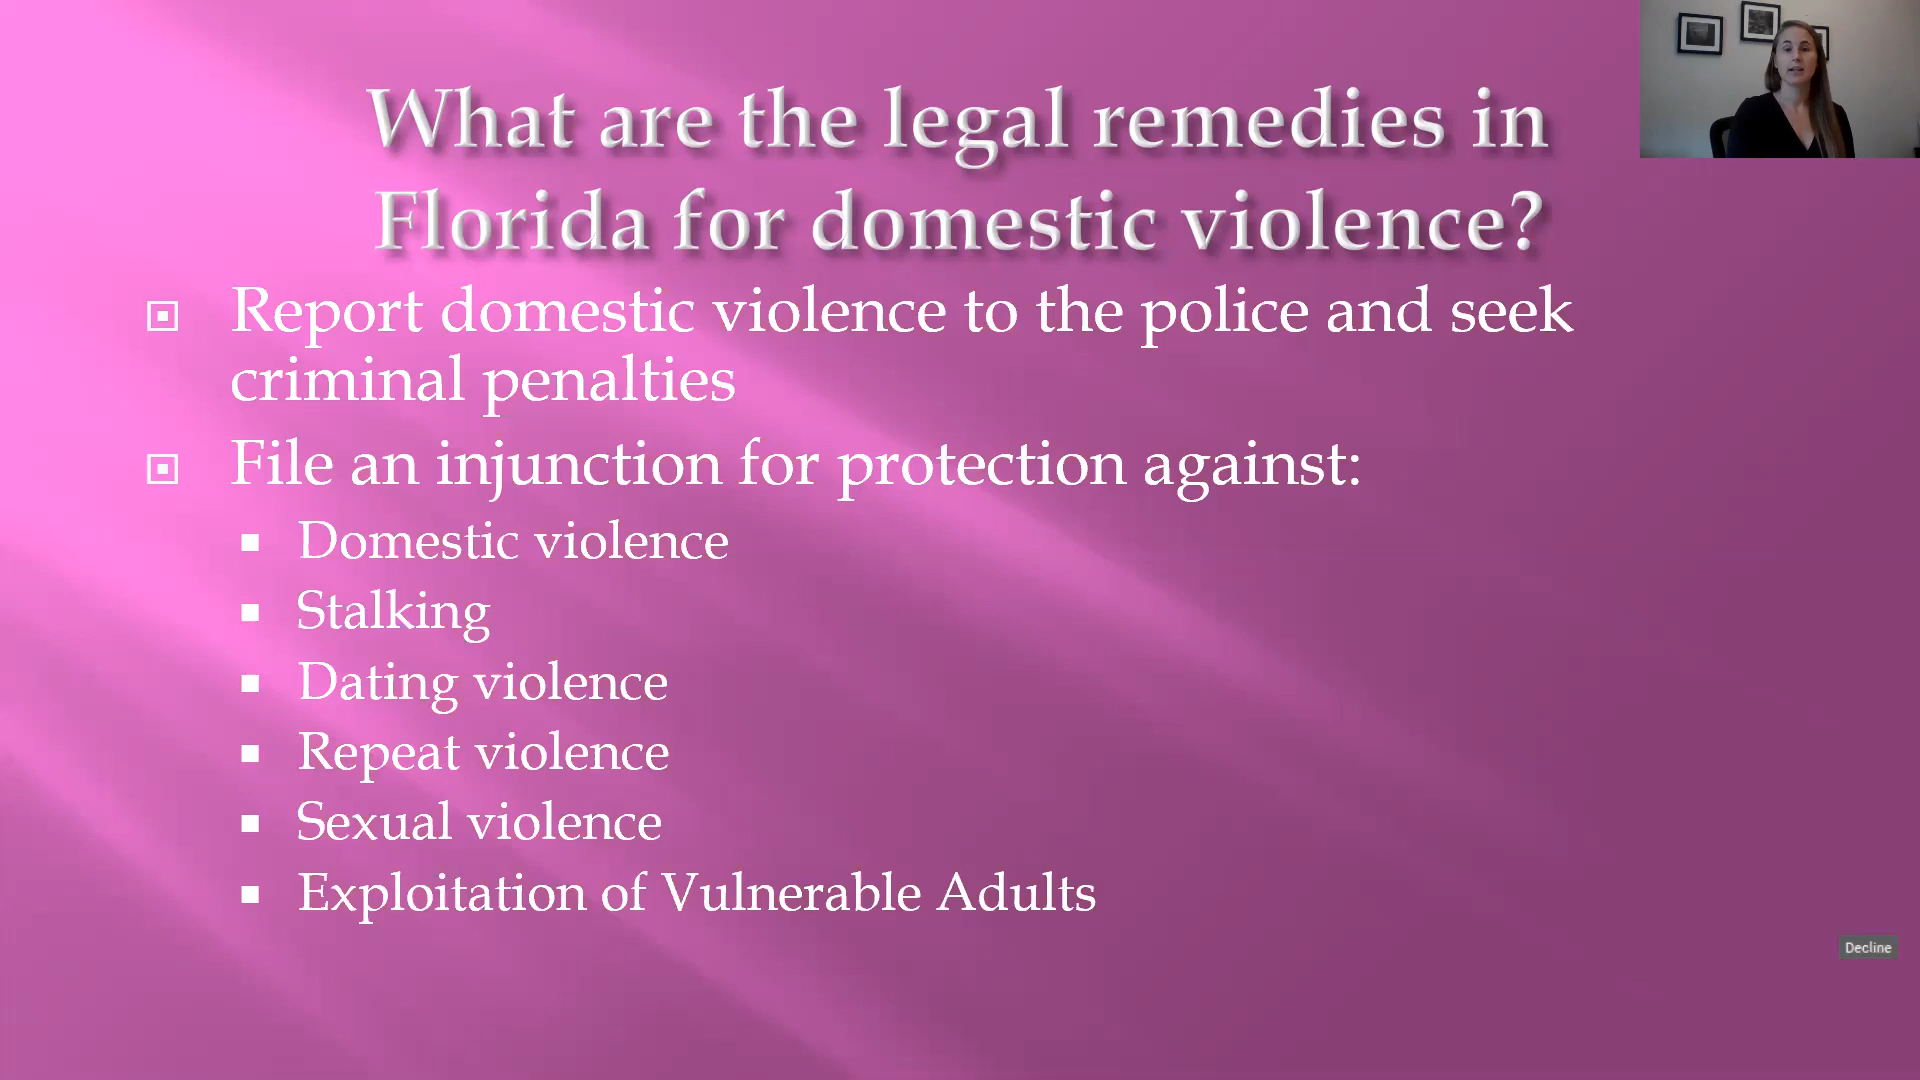 What are the legal remedies in
Florida for domestic violence?
Report domestic violence to the police and seek
criminal penalties
File an injunction for protection against:
Domestic violence
Stalking
Dating violence
Repeat violence
Sexual violence
Exploitation of Vulnerable Adults
Decline